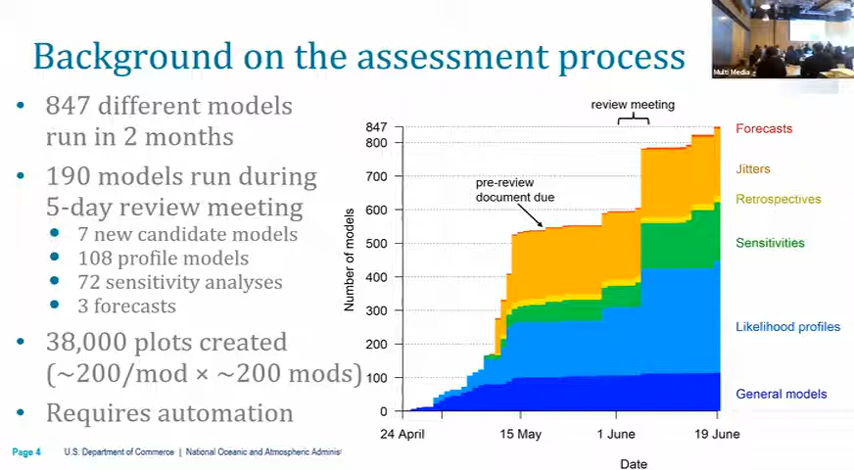 Background on the assessment process
• 847 different models
run in 2 months
• 190 models run during
5-day review meeting
• 7 new candidate models
• 108 profile models
• 72 sensitivity analyses
• 3 forecasts
• 38,000 plots created
(~200/mod × ~200 mods)
• Requires automation
Multi Media
review meeting
pre-review
document due
Number of models
847
800
700
600
500
400
300
200
100
0
24 April
15 May
1 June
19 June
Date
Forecasts
Jitters
Retrospectives
Sensitivities
Likelihood profiles
General models
Page 4
U.S. Department of Commerce | National Oceanic and Atmospheric Adminis